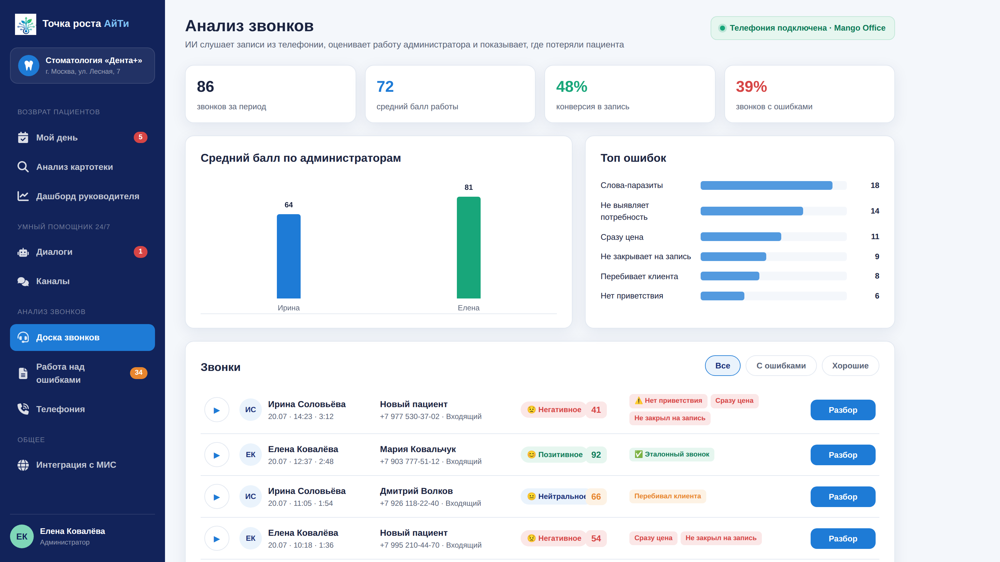 Точка роста АйТи
Стоматология «Дента+»
г. Москва, ул. Лесная, 7
ВОЗВРАТ ПАЦИЕНТОВ
Мой день 5
Анализ картотеки
Дашборд руководителя
УМНЫЙ ПОМОЩНИК 24/7
Диалоги 1
Каналы
АНАЛИЗ ЗВОНКОВ
Доска звонков
Работа над
ошибками 34
Телефония
ОБЩЕЕ
Интеграция с МИС
ЕК Елена Ковалёва
Администратор
Анализ звонков
ИИ слушает записи из телефонии, оценивает работу администратора и показывает, где потеряли пациента
Телефония подключена · Mango Office
86
звонков за период
72
средний балл работы
48%
конверсия в запись
39%
звонков с ошибками
Средний балл по администраторам
64
81
Ирина
Елена
Топ ошибок
Слова-паразиты 18
Не выявляет
потребность 14
Сразу цена 11
Не закрывает на запись 9
Перебивает клиента 8
Нет приветствия 6
Звонки
Все С ошибками Хорошие
ИС Ирина Соловьёва
20.07 · 14:23 · 3:12
Новый пациент
+7 977 530-37-02 · Входящий
😟 Негативное 41
⚠️ Нет приветствия Сразу цена
Не закрыл на запись
Разбор
ЕК Елена Ковалёва
20.07 · 12:37 · 2:48
Мария Ковальчук
+7 903 777-51-12 · Входящий
😊 Позитивное 92
✅ Эталонный звонок
Разбор
ИС Ирина Соловьёва
20.07 · 11:05 · 1:54
Дмитрий Волков
+7 926 118-22-40 · Входящий
😐 Нейтральное 66
Перебивал клиента
Разбор
ЕК Елена Ковалёва
20.07 · 10:18 · 1:36
Новый пациент
+7 995 210-44-70 · Входящий
😟 Негативное 54
Сразу цена Не закрыл на запись
Разбор